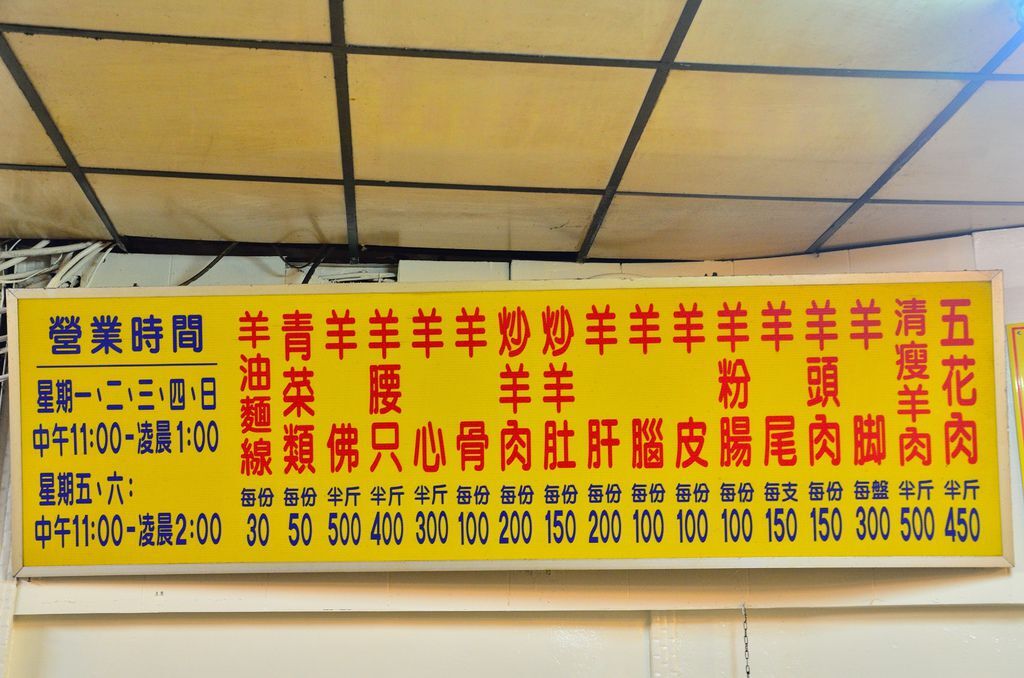 營業時間
星期一、二、三、四、日
中午11:00-凌晨1:00
星期五、六:
中午11:00-凌晨2:00
五花肉 半斤 450
清瘦羊肉 半斤 500
羊脚 每盤 300
羊頭肉 每份 150
羊尾 每支 150
羊粉腸 每份 100
羊皮 每份 100
羊腦 每份 100
羊肝 每份 200
炒羊肚 每份 150
炒羊肉 每份 200
羊骨 每份 100
羊心 半斤 300
羊腰只 半斤 400
羊佛 半斤 500
青菜類 每份 50
羊油麵線 每份 30